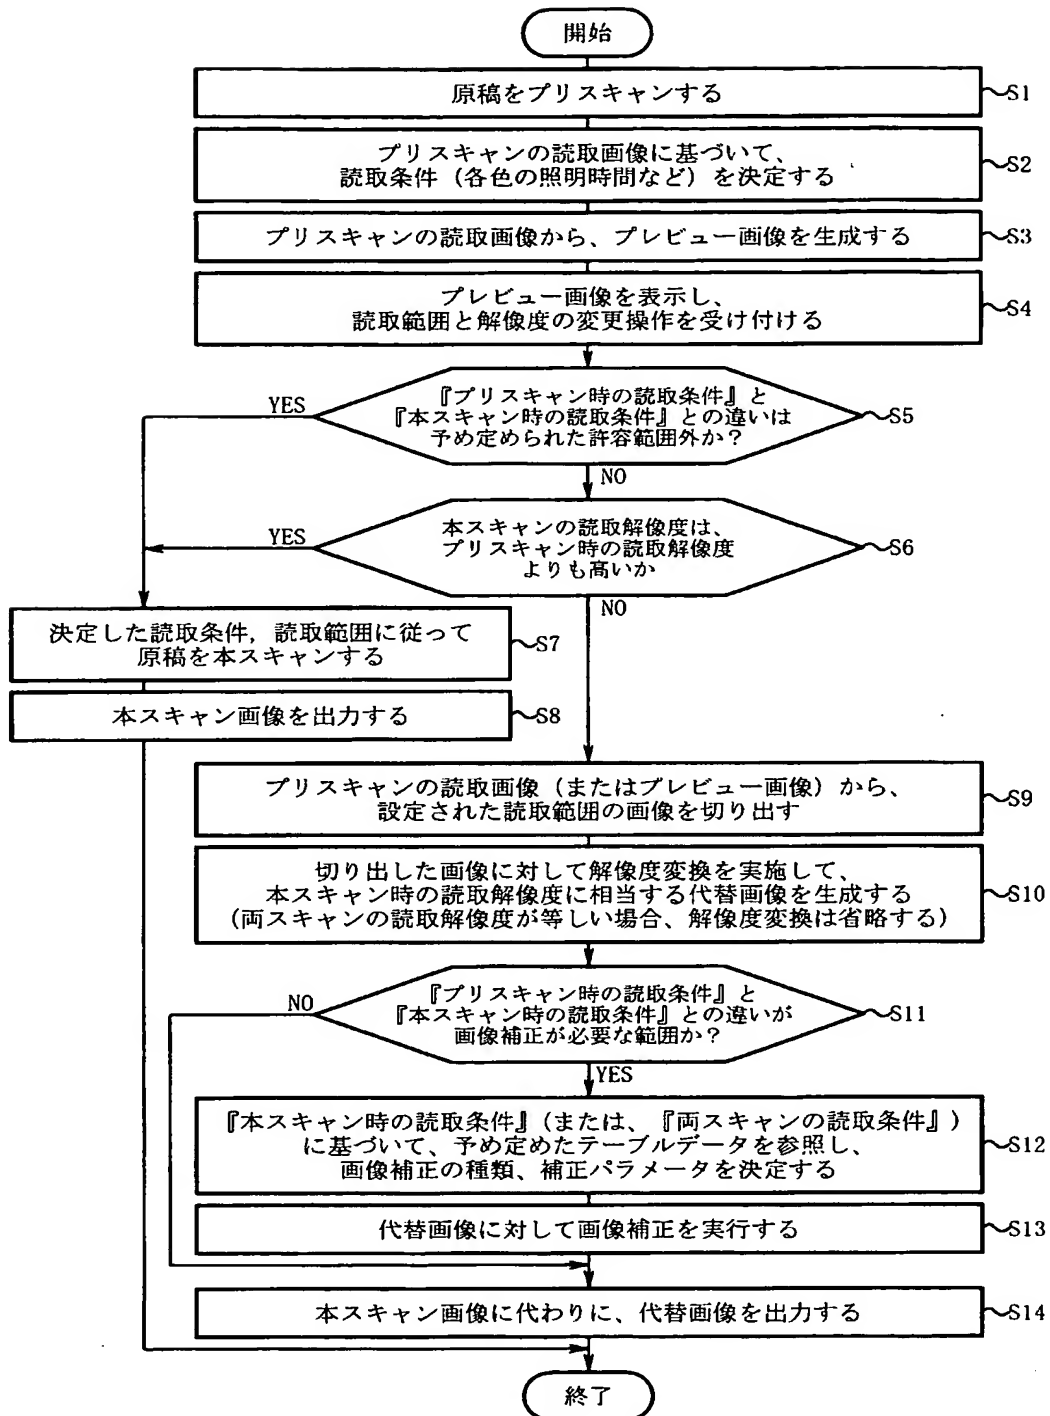 開始
原稿をプリスキャンする
S1
プリスキャンの読取画像に基づいて、
読取条件（各色の照明時間など）を決定する
S2
プリスキャンの読取画像から、プレビュー画像を生成する
S3
プレビュー画像を表示し、
読取範囲と解像度の変更操作を受け付ける
S4
『プリスキャン時の読取条件』と
『本スキャン時の読取条件』との違いは
予め定められた許容範囲外か？
S5
YES
NO
本スキャンの読取解像度は、
プリスキャン時の読取解像度
よりも高いか
S6
YES
NO
決定した読取条件，読取範囲に従って
原稿を本スキャンする
S7
本スキャン画像を出力する
S8
プリスキャンの読取画像（またはプレビュー画像）から、
設定された読取範囲の画像を切り出す
S9
切り出した画像に対して解像度変換を実施して、
本スキャン時の読取解像度に相当する代替画像を生成する
（両スキャンの読取解像度が等しい場合、解像度変換は省略する）
S10
『プリスキャン時の読取条件』と
『本スキャン時の読取条件』との違いが
画像補正が必要な範囲か？
S11
NO
YES
『本スキャン時の読取条件』（または、『両スキャンの読取条件』）
に基づいて、予め定めたテーブルデータを参照し、
画像補正の種類、補正パラメータを決定する
S12
代替画像に対して画像補正を実行する
S13
本スキャン画像に代わりに、代替画像を出力する
S14
終了